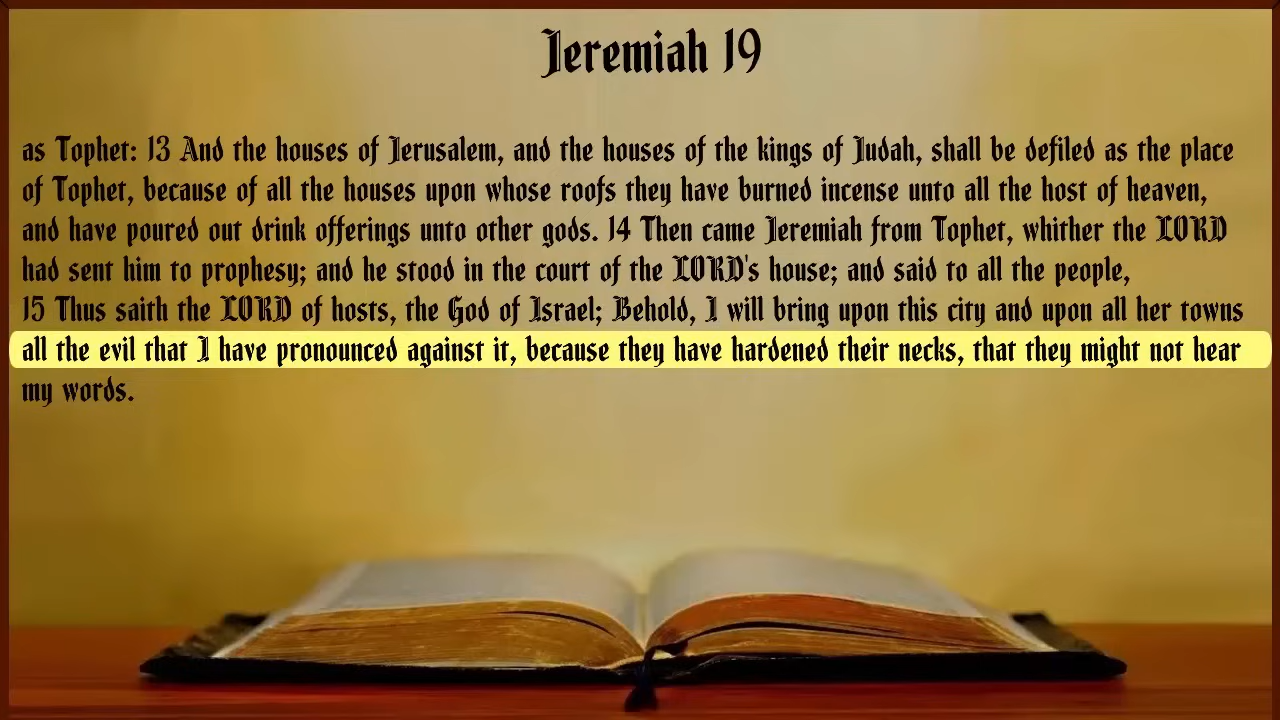 Jeremiah 19
as Tophet: 13 And the houses of Jerusalem, and the houses of the kings of Judah, shall be defiled as the place
of Tophet, because of all the houses upon whose roofs they have burned incense unto all the host of heaven,
and have poured out drink offerings unto other gods. 14 Then came Jeremiah from Tophet, whither the LORD
had sent him to prophesy; and he stood in the court of the LORD's house; and said to all the people,
15 Thus saith the LORD of hosts, the God of Israel; Behold, I will bring upon this city and upon all her towns
all the evil that I have pronounced against it, because they have hardened their necks, that they might not hear
my words.